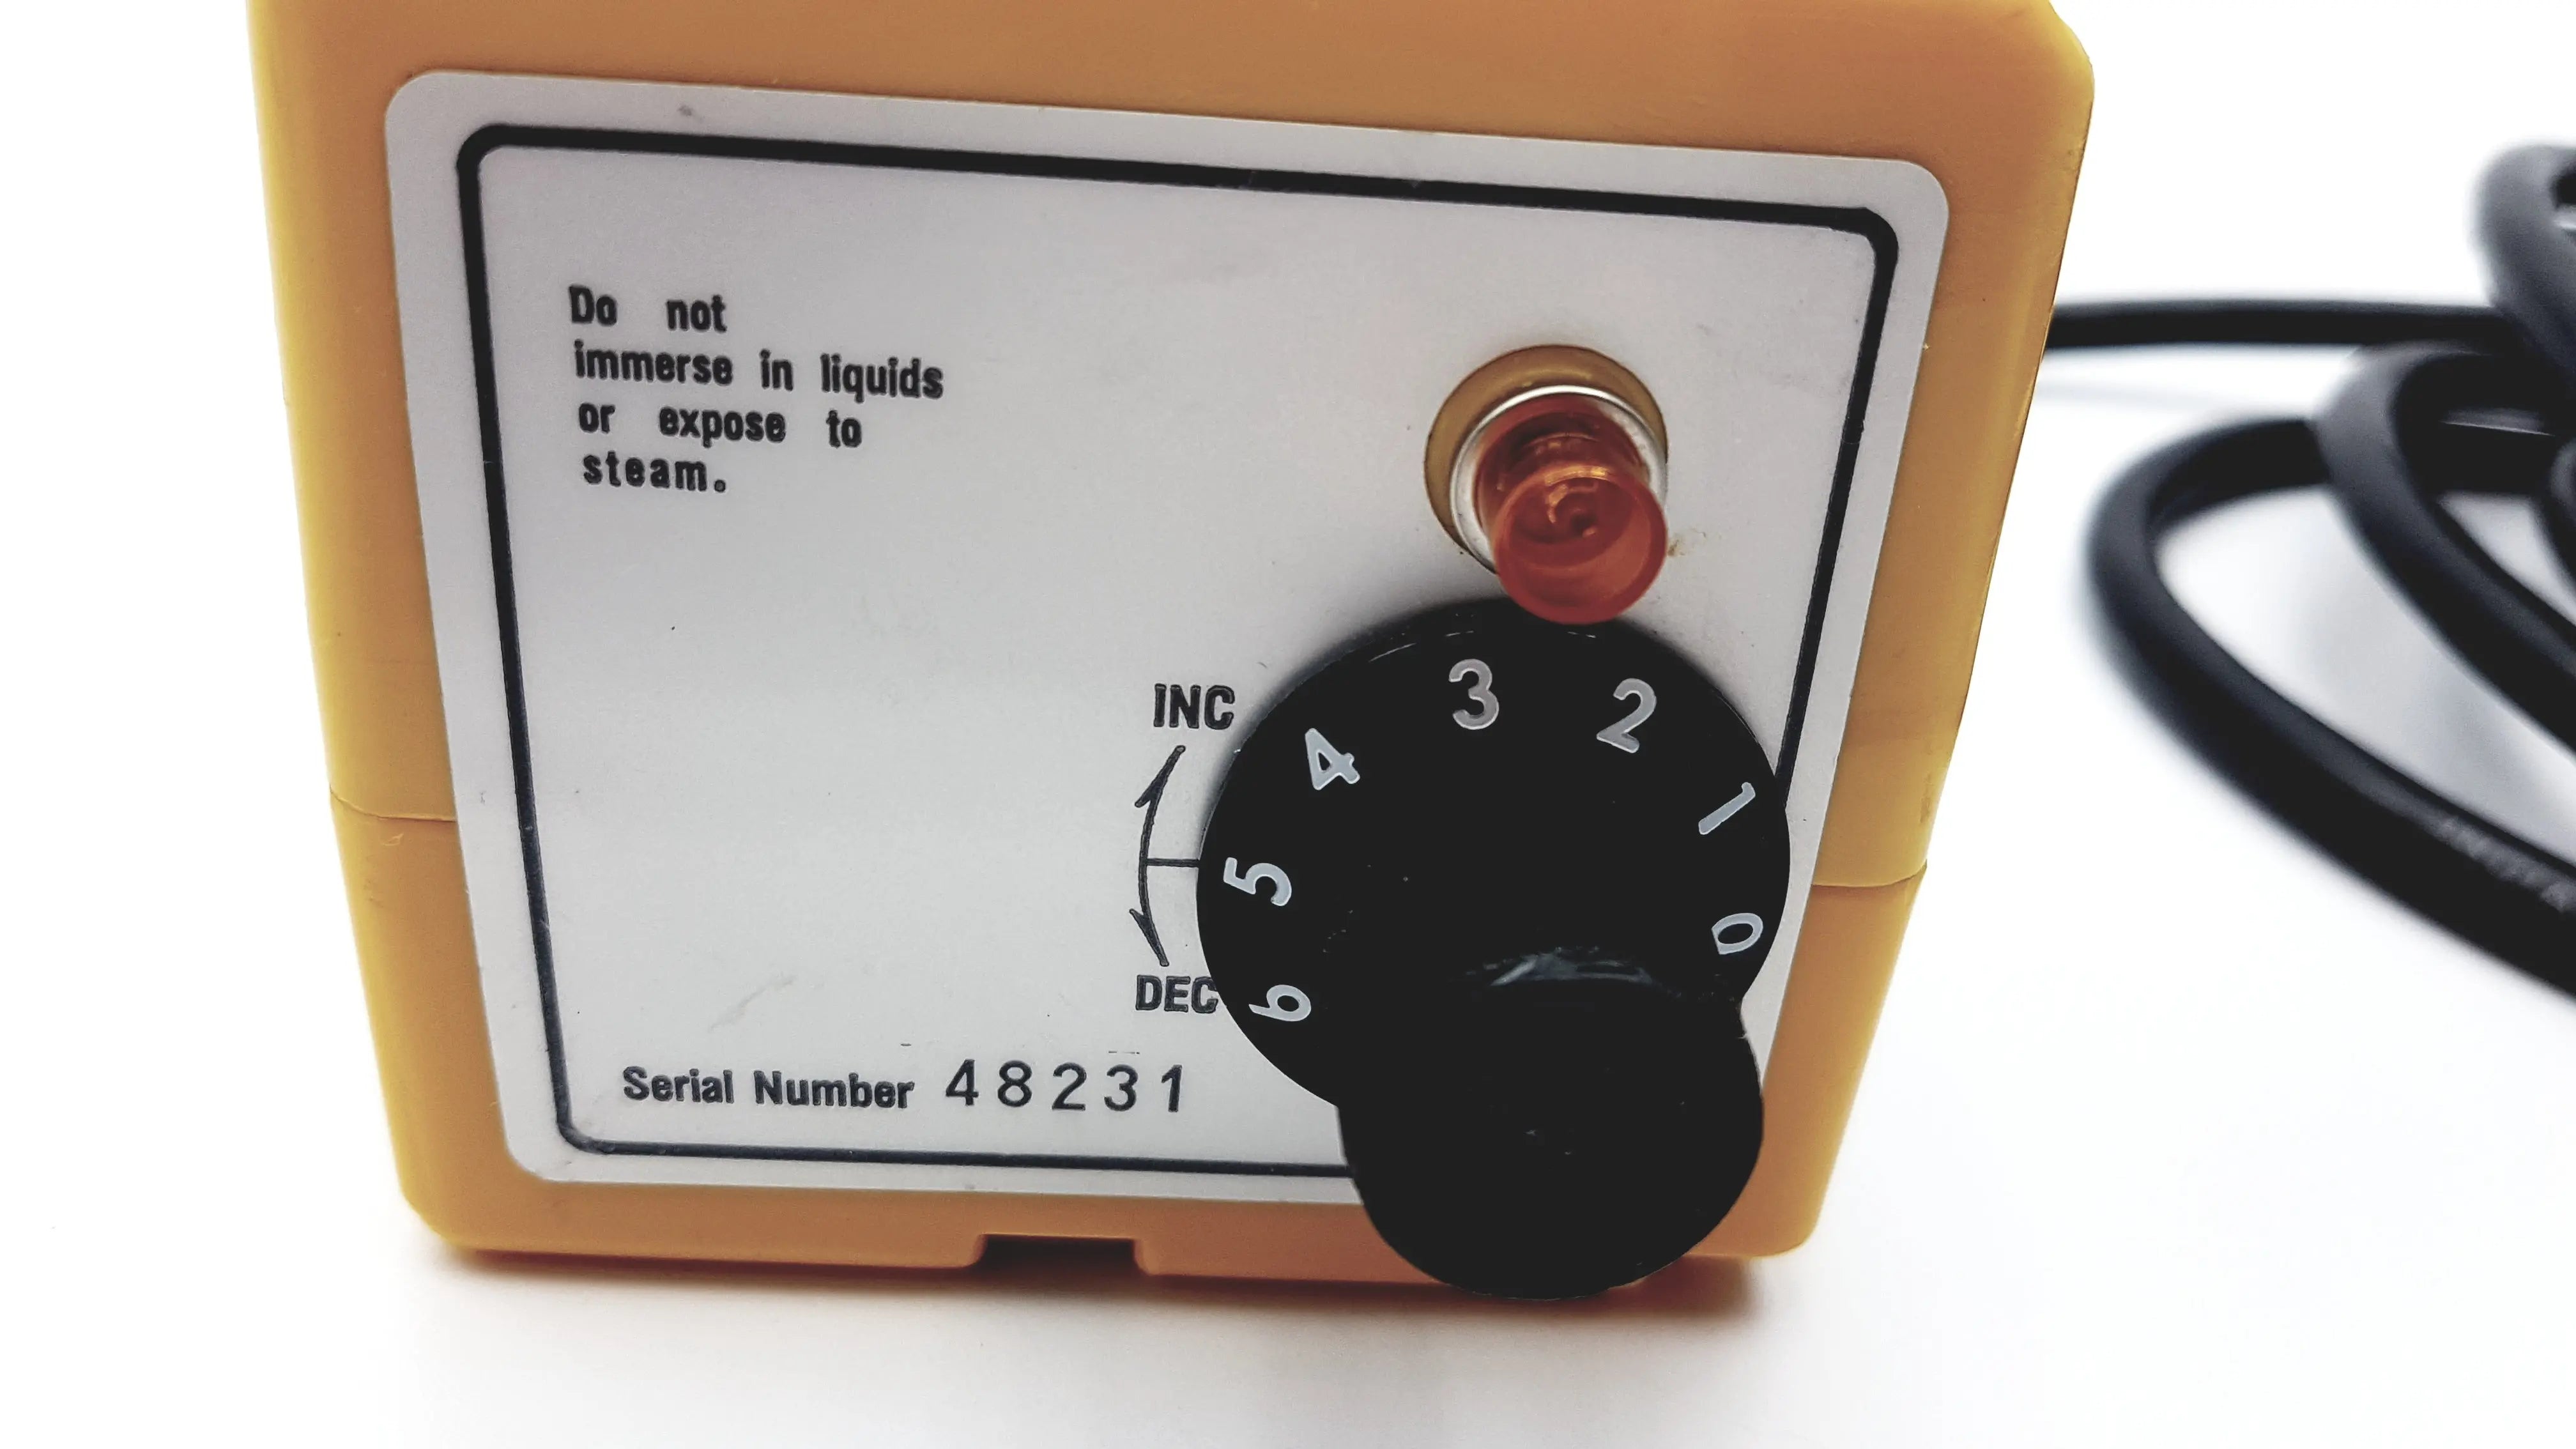 Do not
immerse in liquids
or expose to
steam.
INC
3
2
4
1
5
0
6
DEC
Serial Number 48231